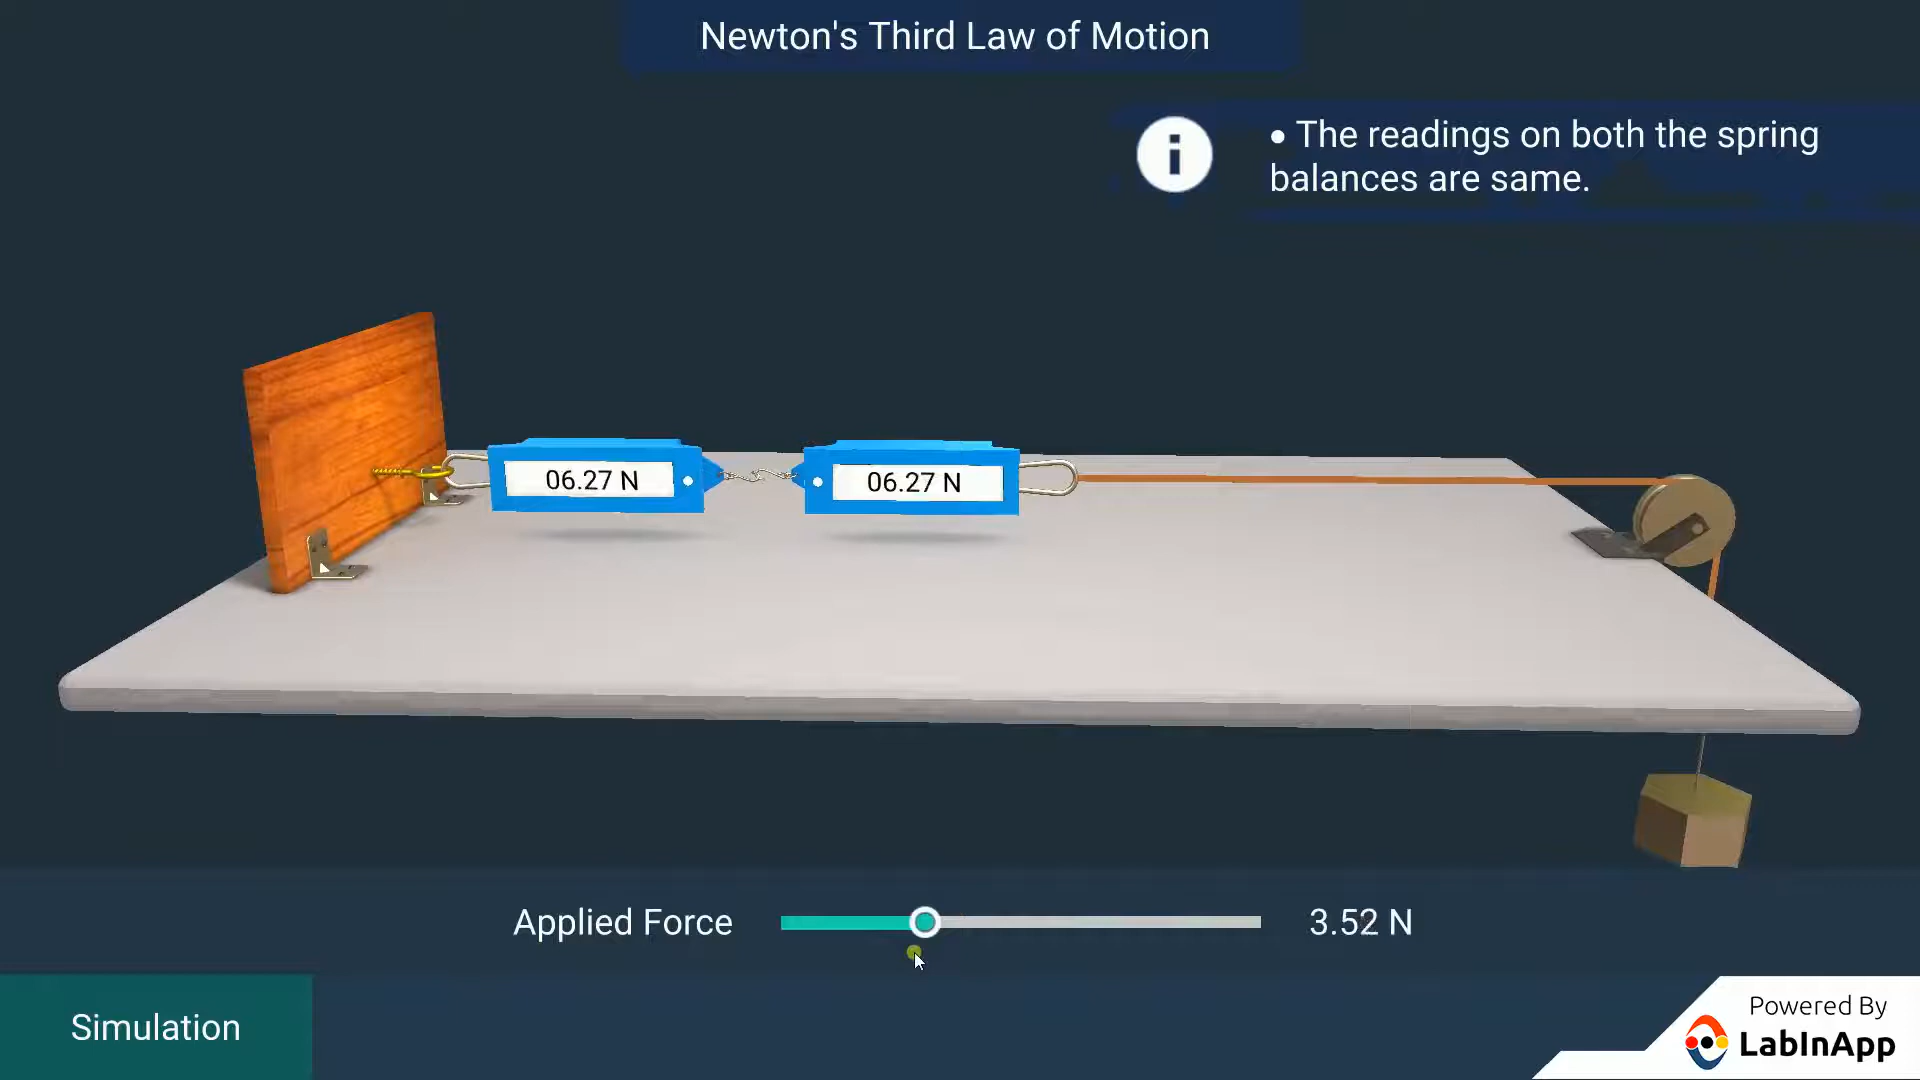 Newton's Third Law of Motion
• The readings on both the spring
balances are same.
06.27 N
06.27 N
Applied Force
3.52 N
Simulation
Powered By
LabInApp